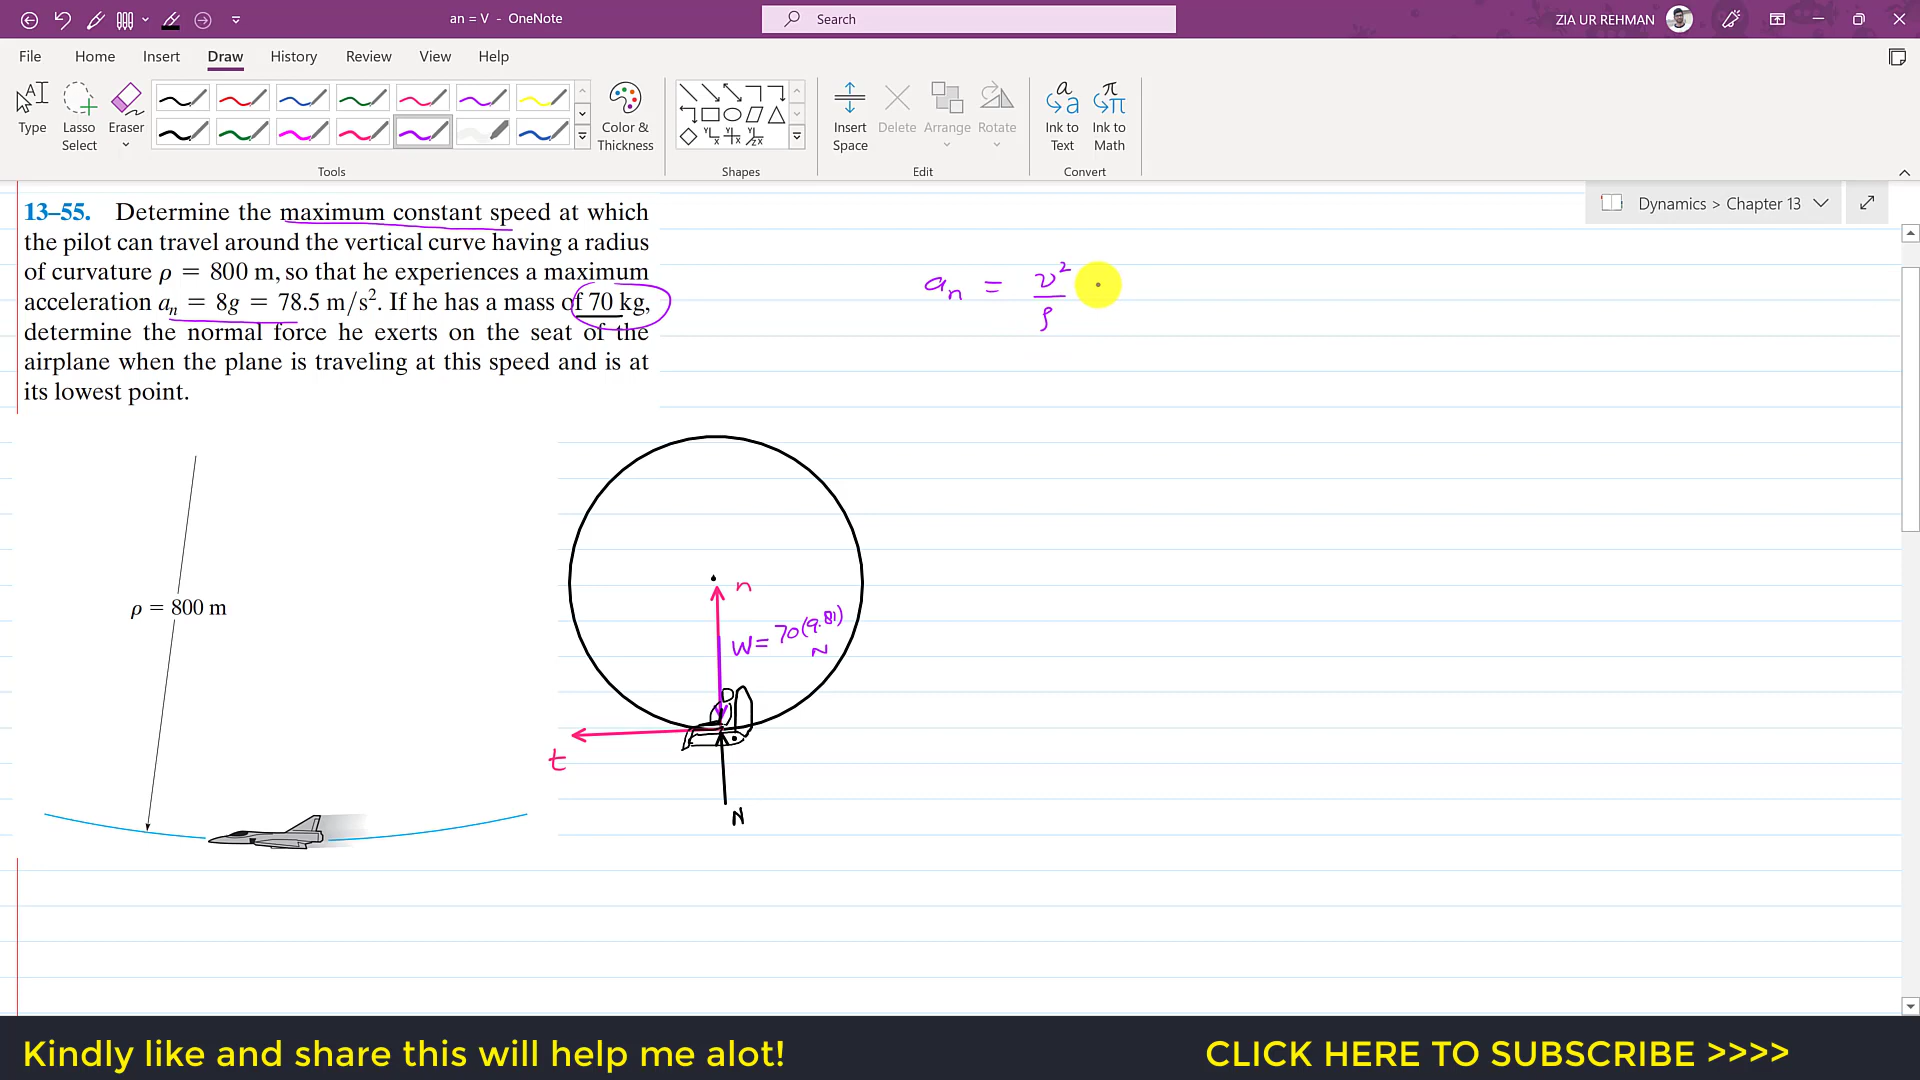 an = V - OneNote
Search
ZIA UR REHMAN
File Home Insert Draw History Review View Help
Type
Lasso Select
Eraser
Color & Thickness
Insert Space
Delete
Arrange
Rotate
a
a
Ink to Text
π
π
Ink to Math
Tools
Shapes
Edit
Convert
Dynamics > Chapter 13
13–55. Determine the maximum constant speed at which
the pilot can travel around the vertical curve having a radius
of curvature ρ = 800 m, so that he experiences a maximum
acceleration aₙ = 8g = 78.5 m/s². If he has a mass of 70 kg,
determine the normal force he exerts on the seat of the
airplane when the plane is traveling at this speed and is at
its lowest point.
aₙ = v²/ρ
ρ = 800 m
n
W = 70(9.81)
N
t
N
Kindly like and share this will help me alot!
CLICK HERE TO SUBSCRIBE >>>>